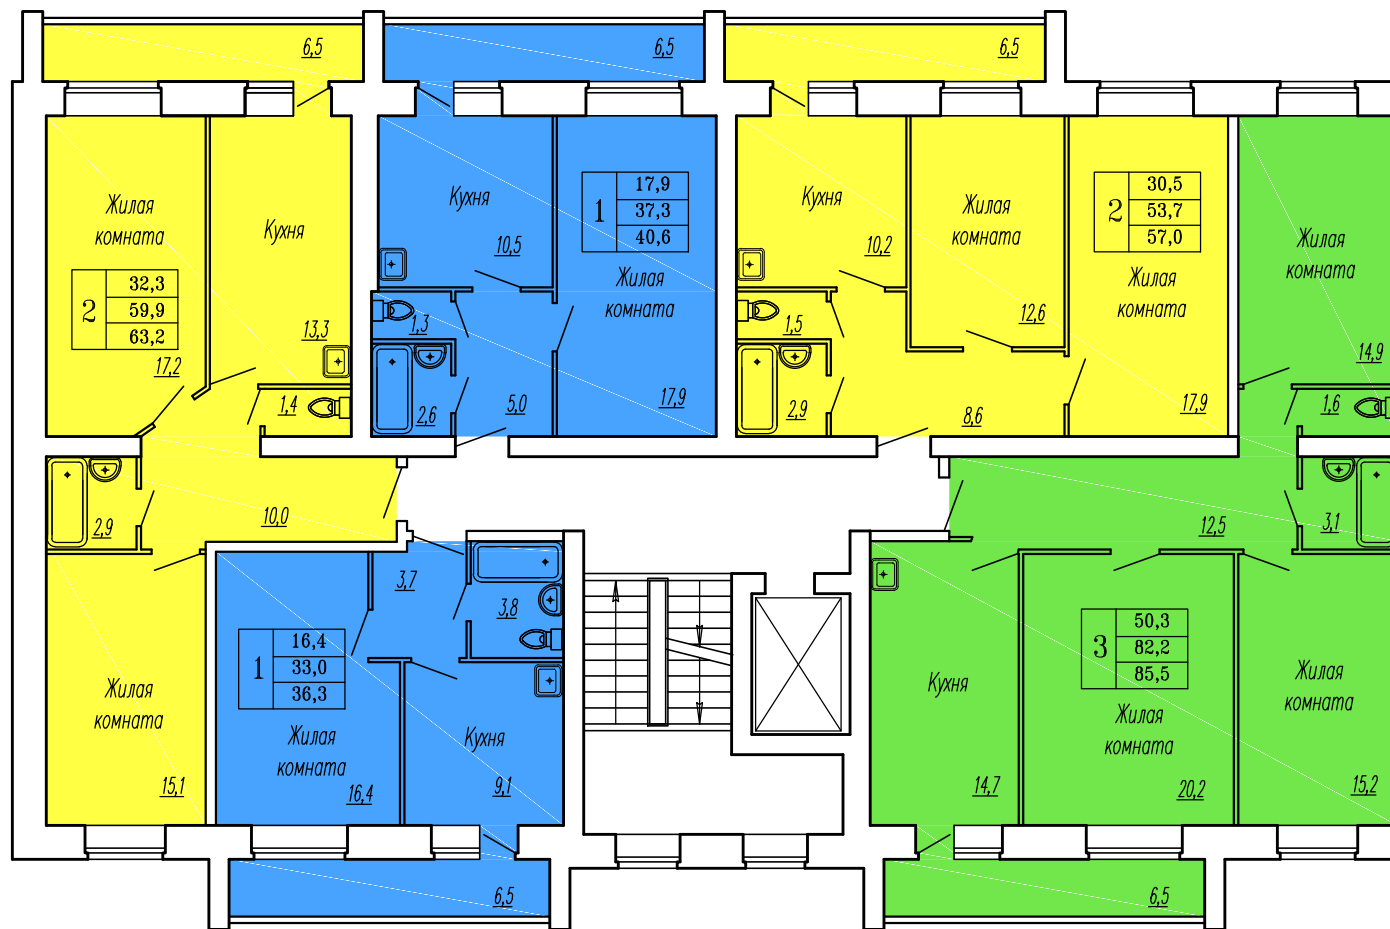 6,5
6,5
6,5
Жилая
комната
Кухня
2
32,3
59,9
63,2
17,2
13,3
1,4
Кухня
10,5
1
17,9
37,3
40,6
Жилая
комната
1,3
2,6
5,0
17,9
Кухня
10,2
Жилая
комната
12,6
2
30,5
53,7
57,0
Жилая
комната
1,5
2,9
8,6
17,9
Жилая
комната
14,9
1,6
2,9
10,0
12,5
3,1
Жилая
комната
15,1
3,7
3,8
1
16,4
33,0
36,3
Жилая
комната
16,4
Кухня
9,1
6,5
Кухня
14,7
3
50,3
82,2
85,5
Жилая
комната
20,2
Жилая
комната
15,2
6,5